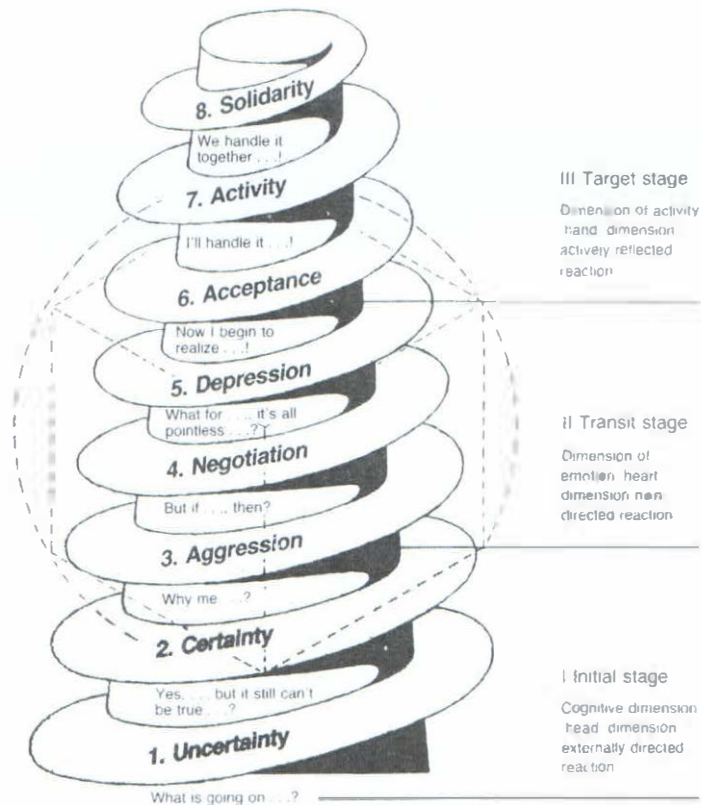 8. Solidarity
We handle it
together . . .!
7. Activity
I'll handle it . . .!
6. Acceptance
Now I begin to
realize . . .!
5. Depression
What for . . . it's all
pointless . . .?
4. Negotiation
But if . . . then?
3. Aggression
Why me . . .?
2. Certainty
Yes. . . . but it still can't
be true . . .?
1. Uncertainty
What is going on . . .?
III Target stage
Dimension of activity
hand dimension
actively reflected
reaction
II Transit stage
Dimension of
emotion heart
dimension non
directed reaction
I Initial stage
Cognitive dimension
head dimension
externally directed
reaction